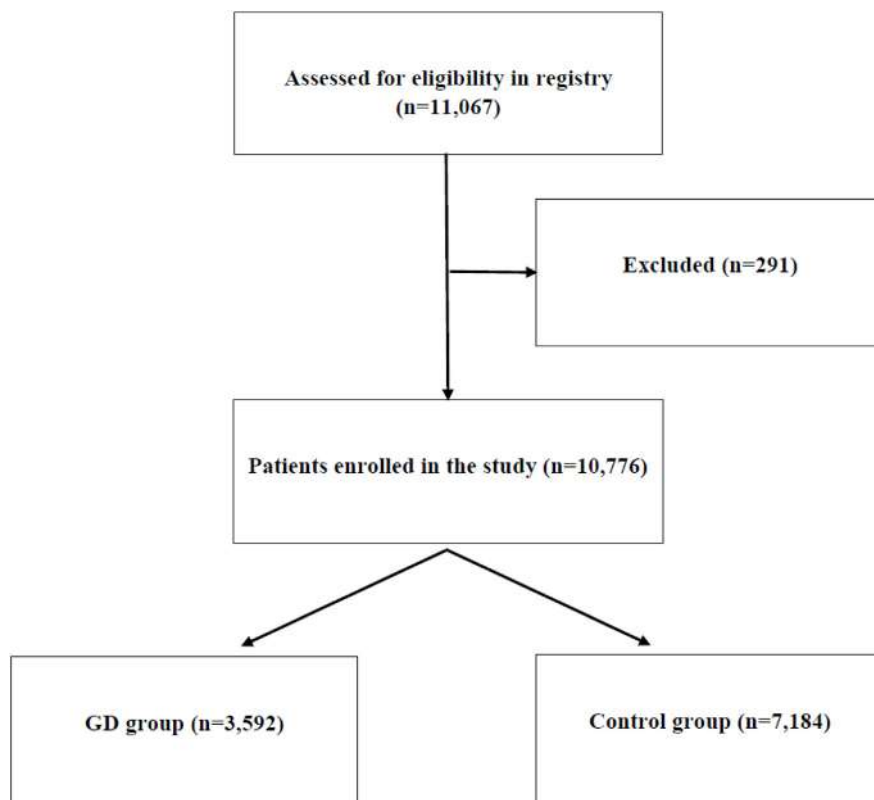 Assessed for eligibility in registry
(n=11,067)
Excluded (n=291)
Patients enrolled in the study (n=10,776)
GD group (n=3,592)
Control group (n=7,184)